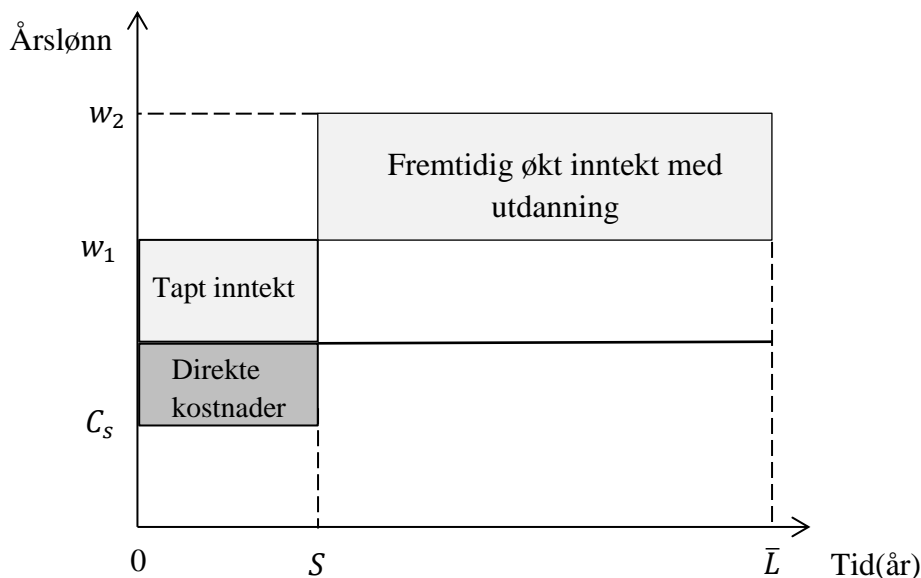 Årslønn
w₂
Fremtidig økt inntekt med
utdanning
w₁
Tapt inntekt
Direkte
kostnader
Cₛ
0
S
L̄
Tid(år)